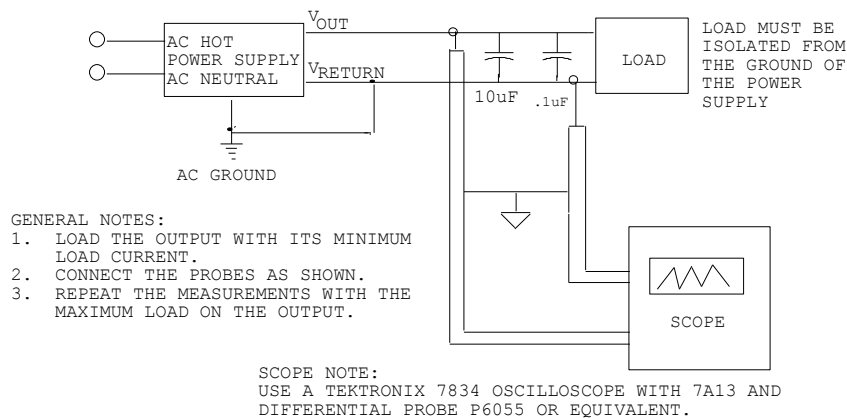 V OUT
AC HOT
POWER SUPPLY
AC NEUTRAL
V RETURN
10uF
.1uF
LOAD
LOAD MUST BE
ISOLATED FROM
THE GROUND OF
THE POWER
SUPPLY
AC GROUND
GENERAL NOTES:
1. LOAD THE OUTPUT WITH ITS MINIMUM
LOAD CURRENT.
2. CONNECT THE PROBES AS SHOWN.
3. REPEAT THE MEASUREMENTS WITH THE
MAXIMUM LOAD ON THE OUTPUT.
SCOPE
SCOPE NOTE:
USE A TEKTRONIX 7834 OSCILLOSCOPE WITH 7A13 AND
DIFFERENTIAL PROBE P6055 OR EQUIVALENT.